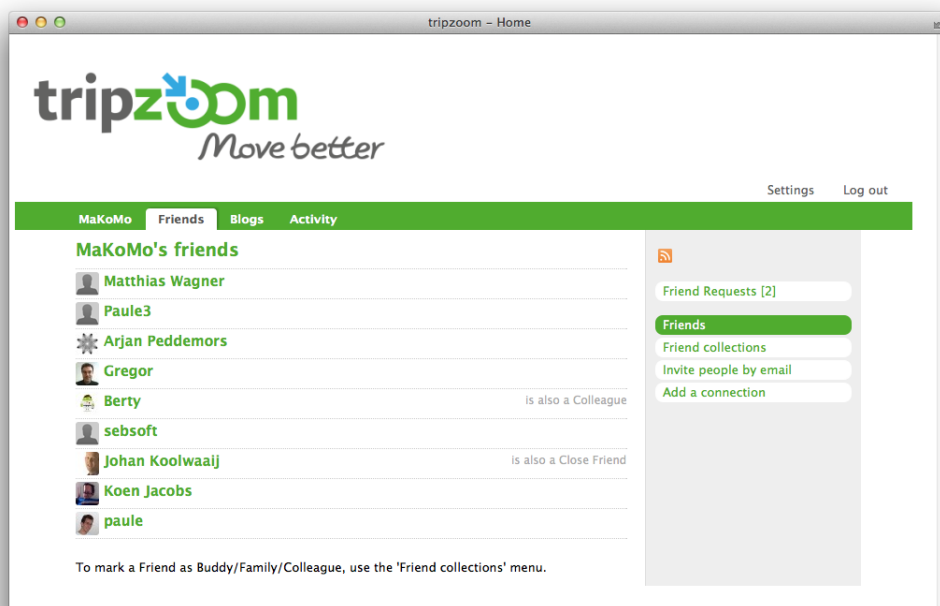 tripzoom – Home
tripzoom
Move better
Settings Log out
MaKoMo Friends Blogs Activity
MaKoMo's friends
Matthias Wagner
Paule3
Arjan Peddemors
Gregor
Berty is also a Colleague
sebsoft
Johan Koolwaaij is also a Close Friend
Koen Jacobs
paule
To mark a Friend as Buddy/Family/Colleague, use the 'Friend collections' menu.
Friend Requests [2]
Friends
Friend collections
Invite people by email
Add a connection